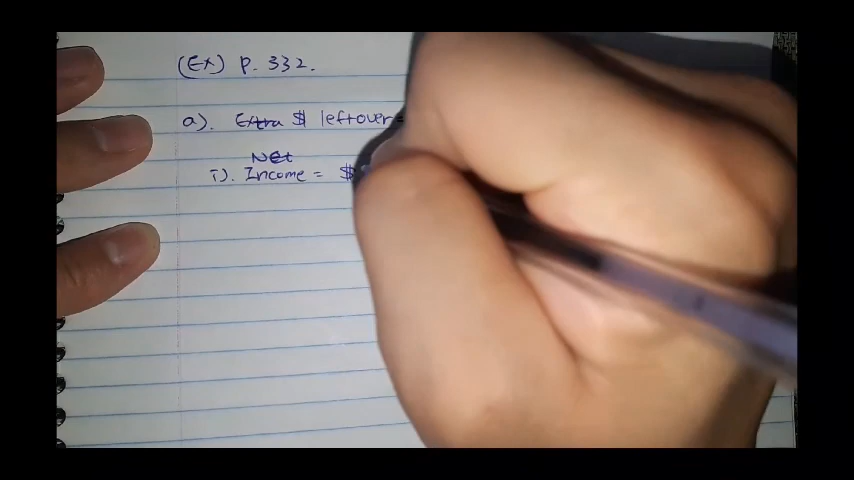 (Ex) P. 332.
a). Extra $ leftover =
Net
i). Income = $